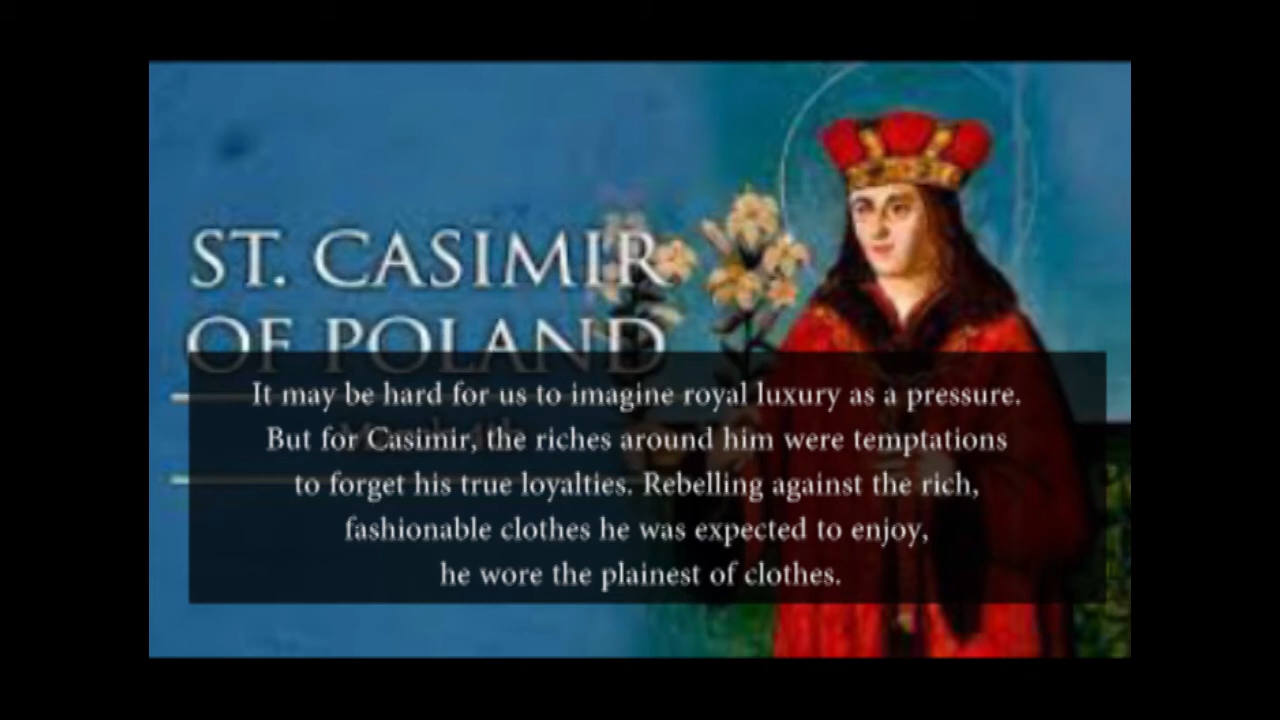 ST. CASIMIR
OF POLAND
It may be hard for us to imagine royal luxury as a pressure.
But for Casimir, the riches around him were temptations
to forget his true loyalties. Rebelling against the rich,
fashionable clothes he was expected to enjoy,
he wore the plainest of clothes.